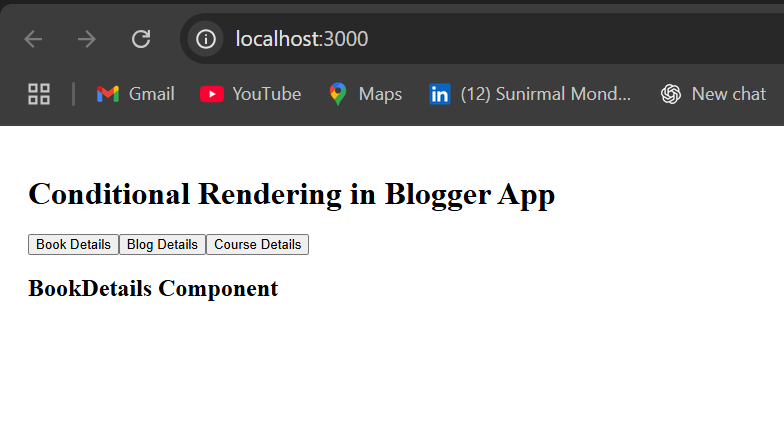 localhost:3000
Gmail YouTube Maps in (12) Sunirmal Mond... New chat
Conditional Rendering in Blogger App
Book Details Blog Details Course Details
BookDetails Component